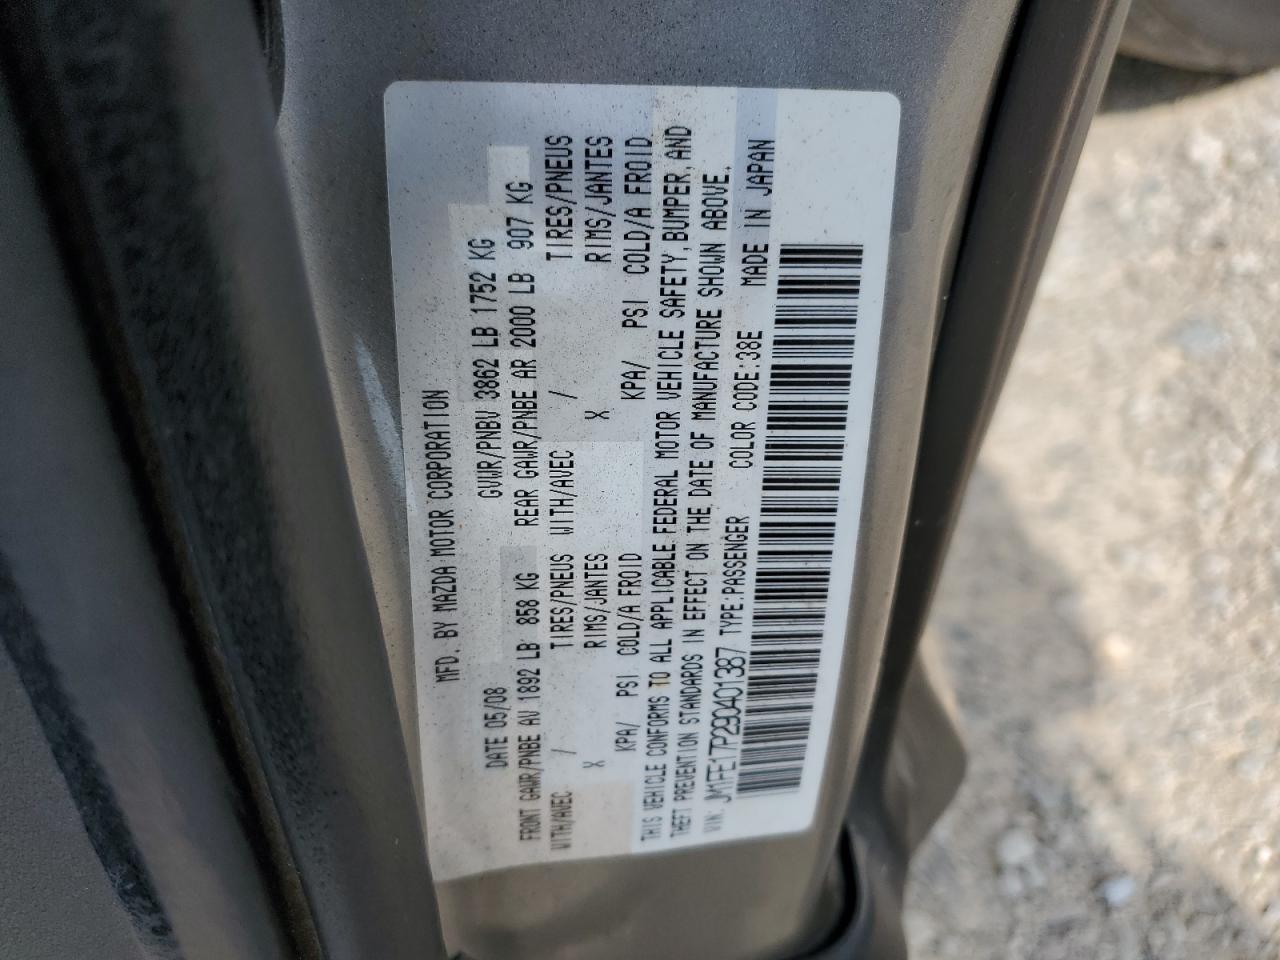 MFD. BY MAZDA MOTOR CORPORATION
DATE 05/08 GVWR/PNBV 3862 LB 1752 KG
FRONT GAWR/PNBE AV 1892 LB 858 KG REAR GAWR/PNBE AR 2000 LB 907 KG
WITH/AVEC / TIRES/PNEUS WITH/AVEC / TIRES/PNEUS
X RIMS/JANTES X RIMS/JANTES
KPA/ PSI COLD/A FROID KPA/ PSI COLD/A FROID
THIS VEHICLE CONFORMS TO ALL APPLICABLE FEDERAL MOTOR VEHICLE SAFETY, BUMPER, AND
THEFT PREVENTION STANDARDS IN EFFECT ON THE DATE OF MANUFACTURE SHOWN ABOVE.
VIN: JM1FE17P290401387 TYPE:PASSENGER COLOR CODE:38E MADE IN JAPAN